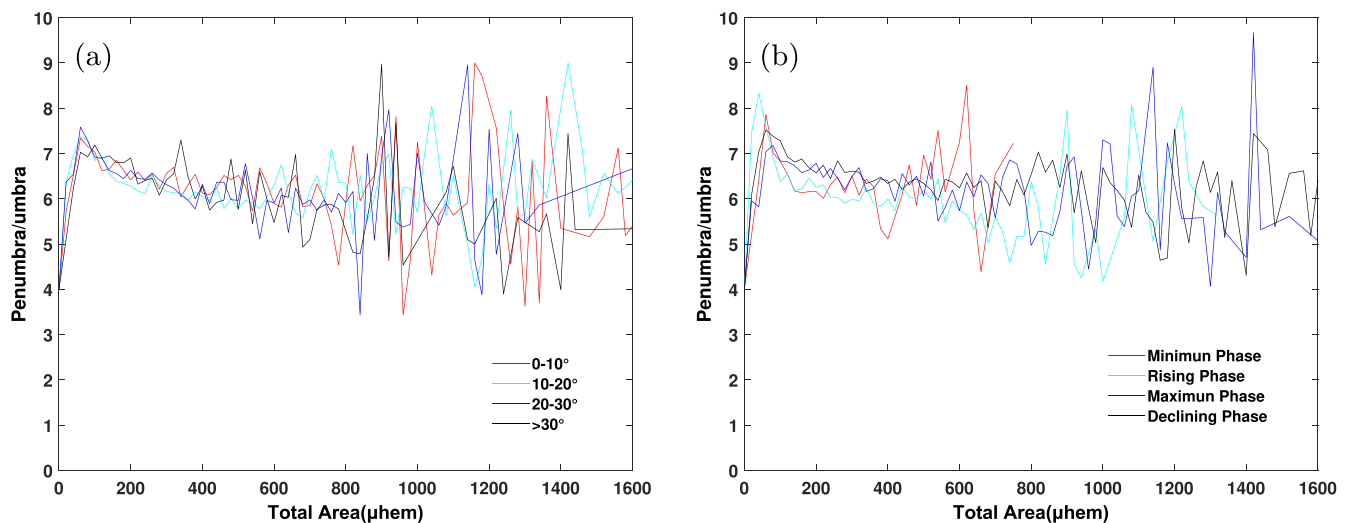 (a)
10
9
8
7
6
5
4
3
2
1
0
Penumbra/umbra
0-10°
10-20°
20-30°
>30°
0 200 400 600 800 1000 1200 1400 1600
Total Area(μhem)
(b)
10
9
8
7
6
5
4
3
2
1
0
Penumbra/umbra
Minimun Phase
Rising Phase
Maximun Phase
Declining Phase
0 200 400 600 800 1000 1200 1400 1600
Total Area(μhem)